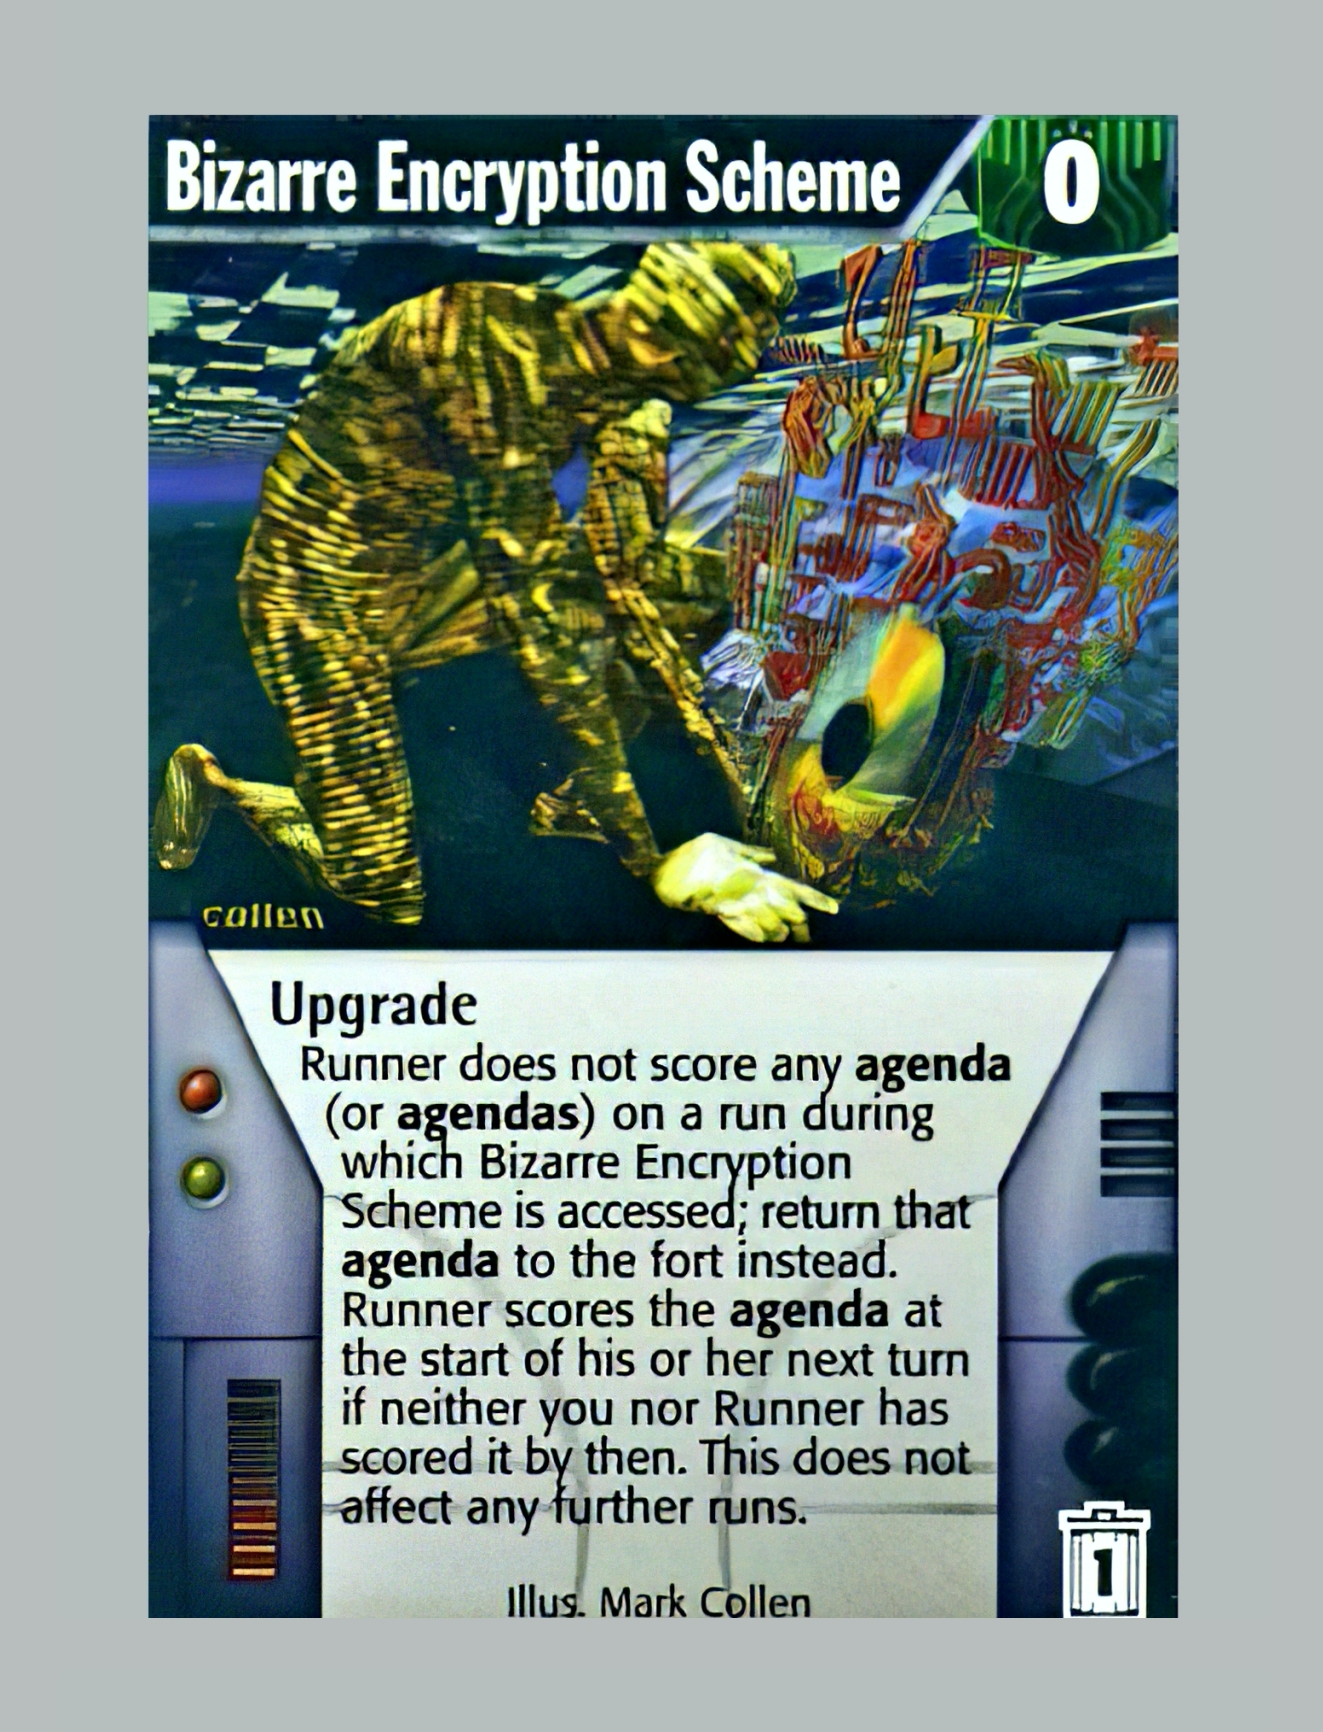 Bizarre Encryption Scheme
0
collen
Upgrade
Runner does not score any agenda
(or agendas) on a run during
which Bizarre Encryption
Scheme is accessed; return that
agenda to the fort instead.
Runner scores the agenda at
the start of his or her next turn
if neither you nor Runner has
scored it by then. This does not
affect any further runs.
1
Illus. Mark Collen